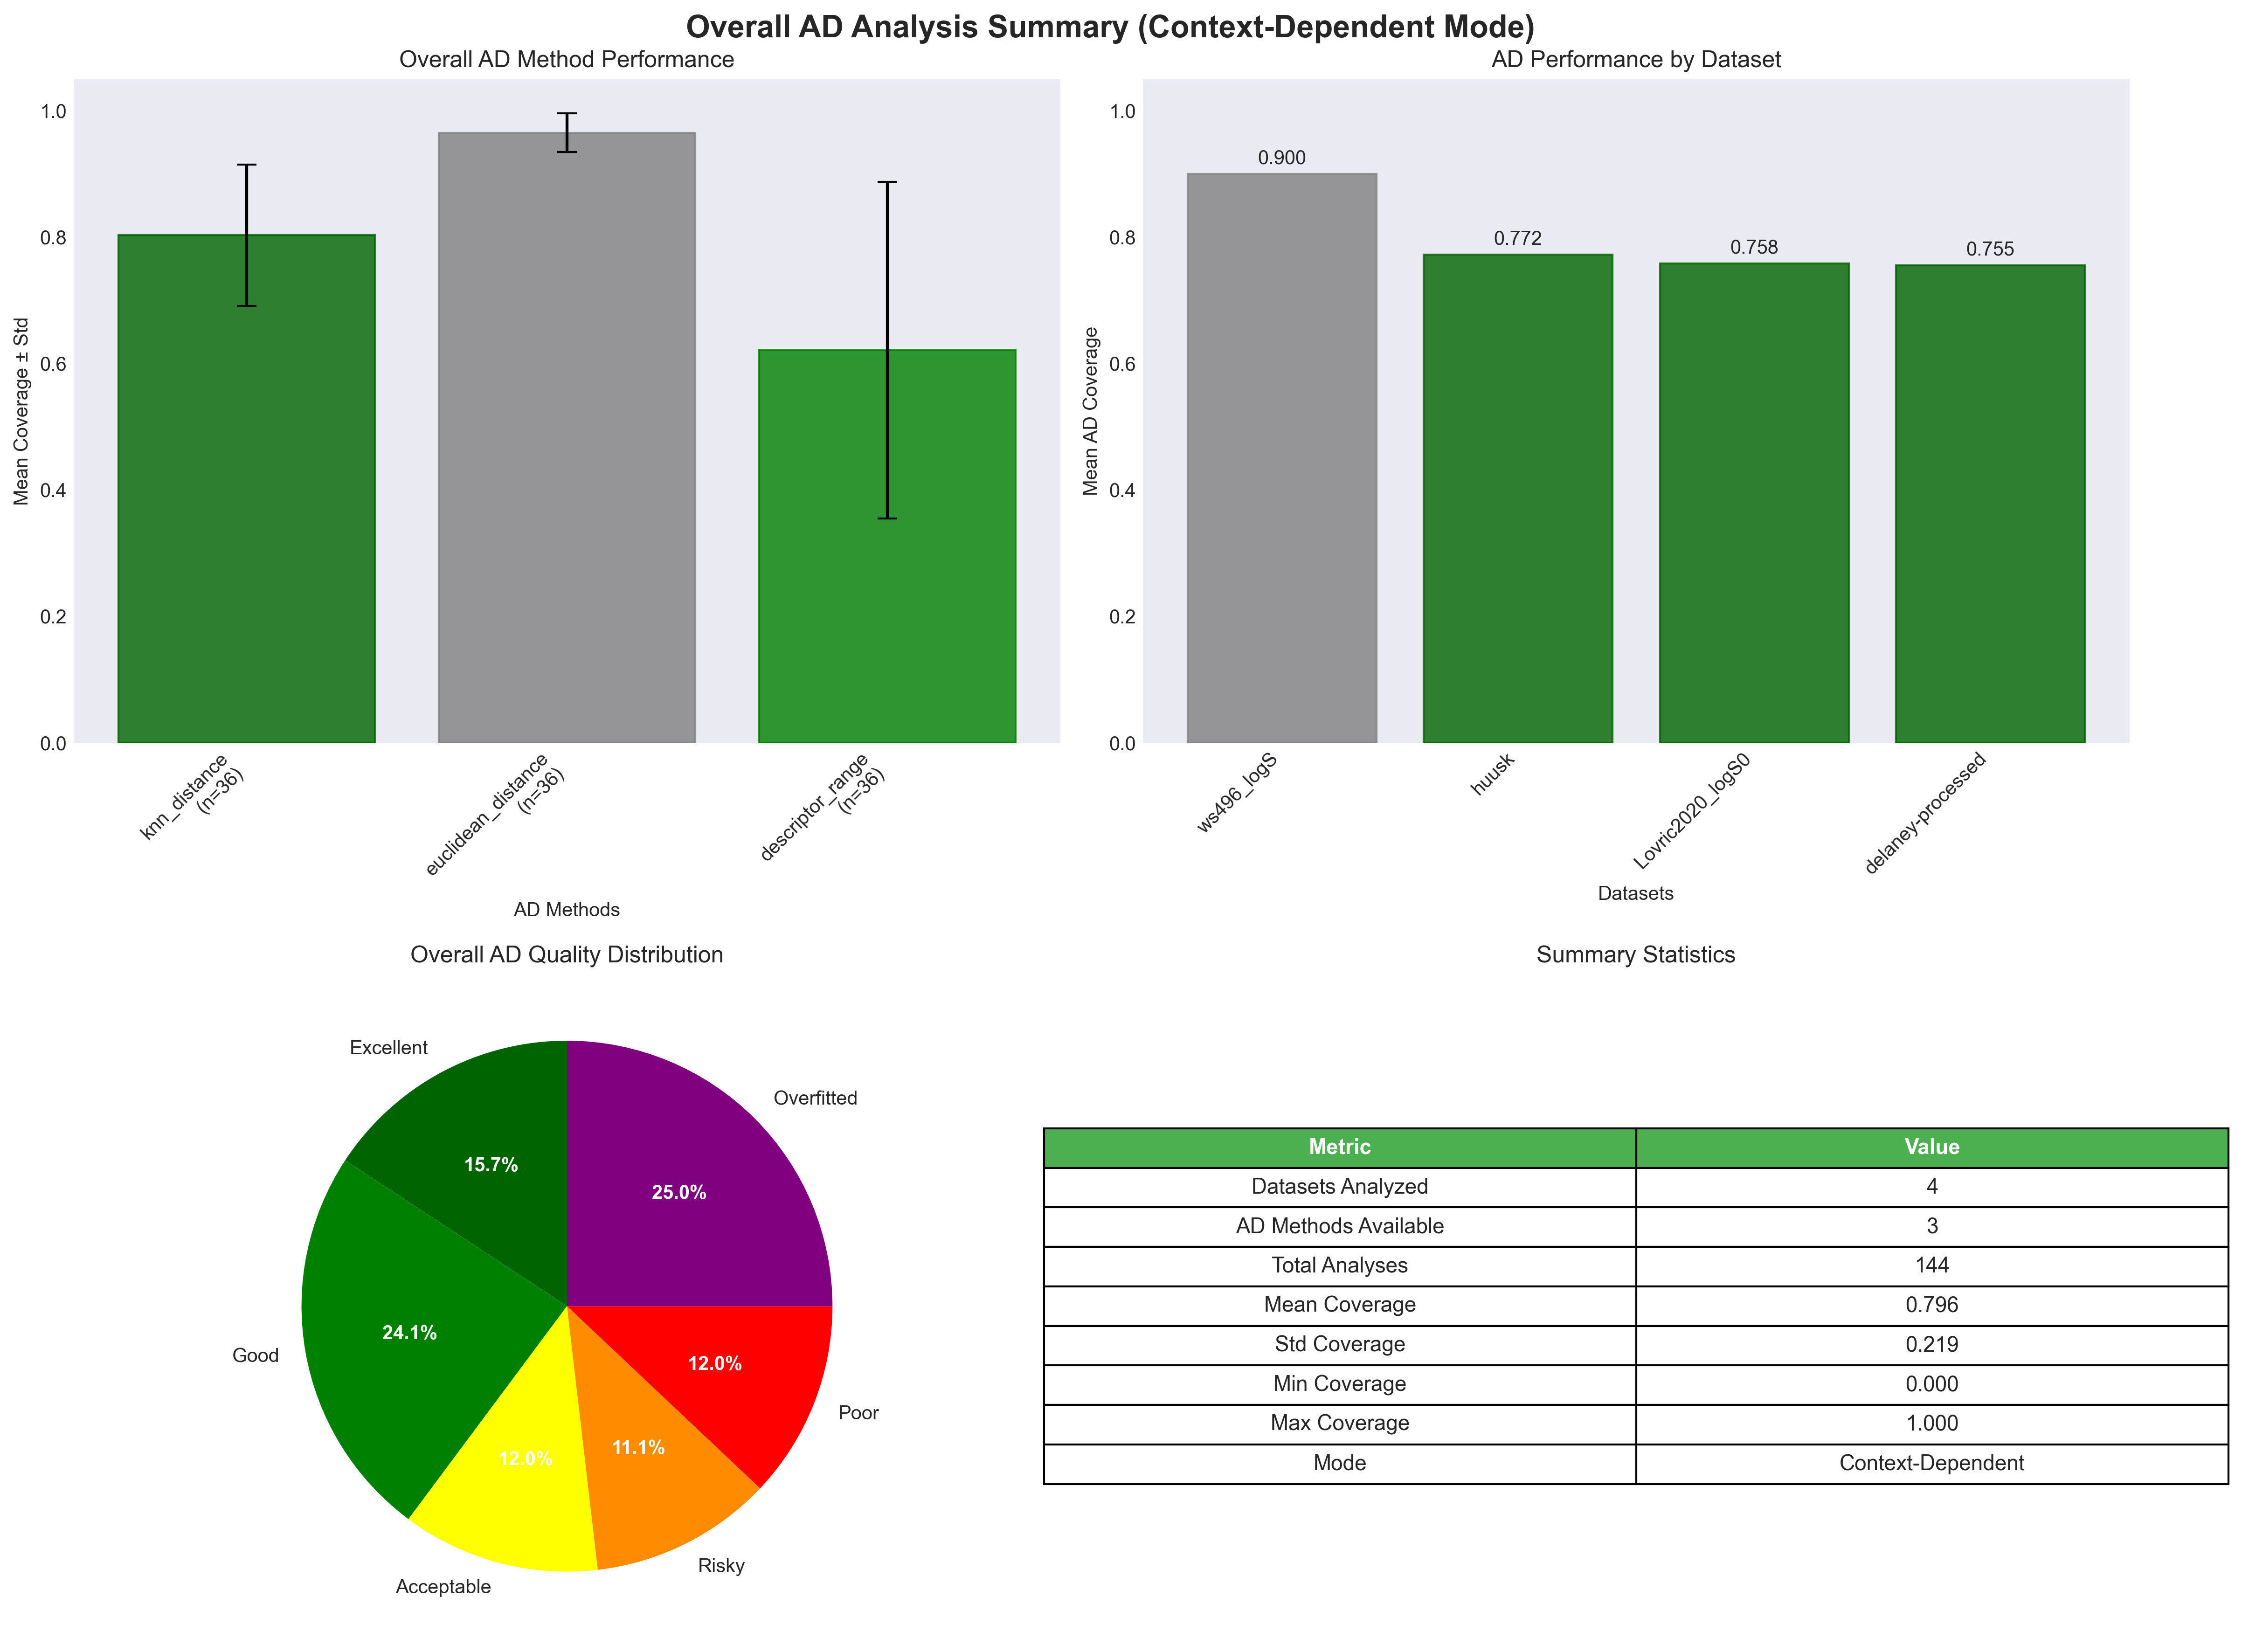 Overall AD Analysis Summary (Context-Dependent Mode)
Overall AD Method Performance
Mean Coverage ± Std
1.0
0.8
0.6
0.4
0.2
0.0
knn_distance
(n=36)
euclidean_distance
(n=36)
descriptor_range
(n=36)
AD Methods
AD Performance by Dataset
Mean AD Coverage
1.0
0.8
0.6
0.4
0.2
0.0
0.900
0.772
0.758
0.755
ws496_logS
huusk
Lovric2020_logS0
delaney-processed
Datasets
Overall AD Quality Distribution
Excellent
15.7%
Overfitted
25.0%
Good
24.1%
Poor
12.0%
Acceptable
12.0%
Risky
11.1%
Summary Statistics
Metric Value
Datasets Analyzed 4
AD Methods Available 3
Total Analyses 144
Mean Coverage 0.796
Std Coverage 0.219
Min Coverage 0.000
Max Coverage 1.000
Mode Context-Dependent